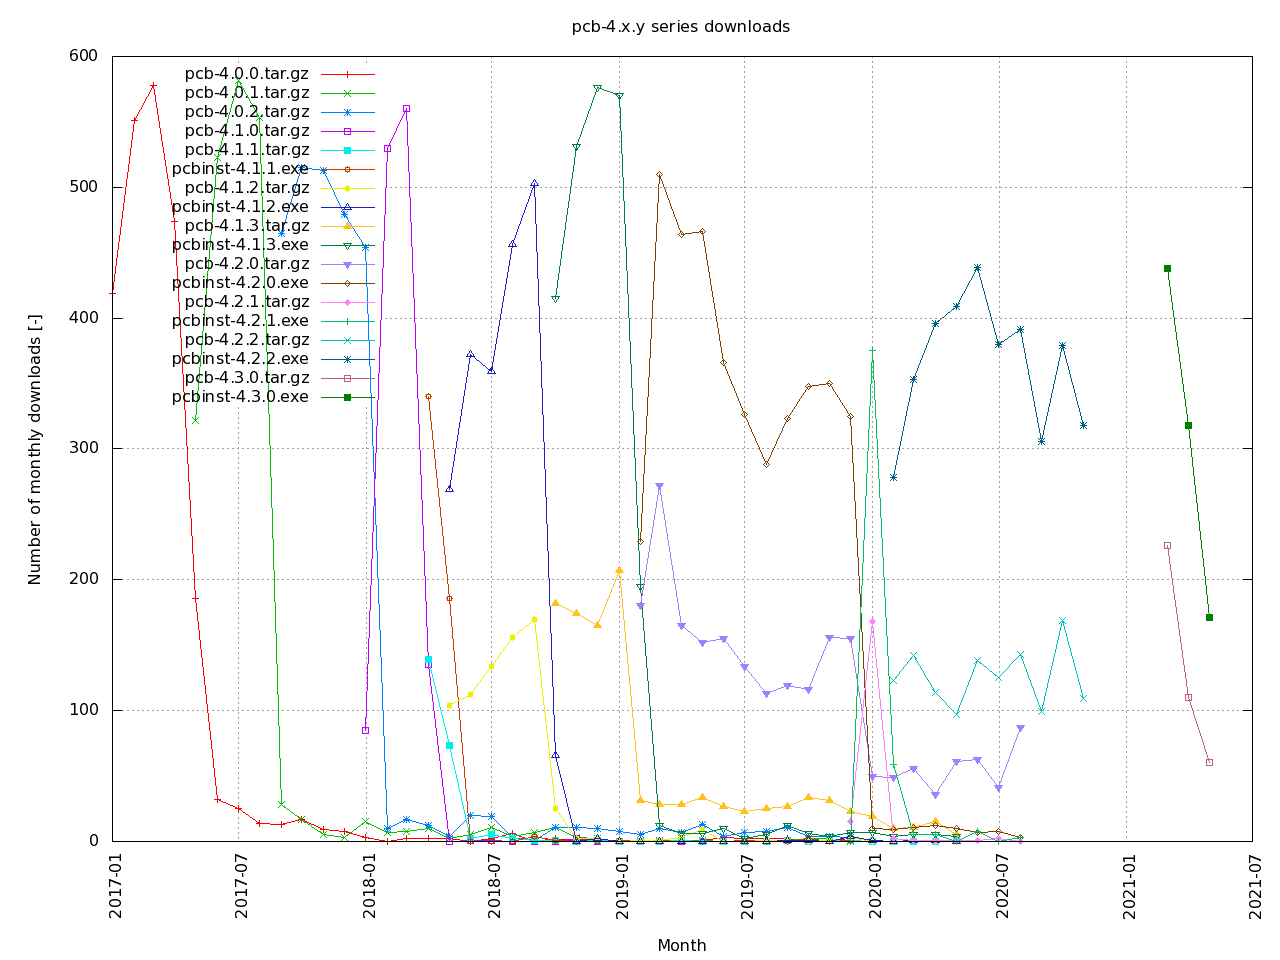 pcb-4.x.y series downloads
600
500
400
300
200
100
0
Number of monthly downloads [-]
pcb-4.0.0.tar.gz
pcb-4.0.1.tar.gz
pcb-4.0.2.tar.gz
pcb-4.1.0.tar.gz
pcb-4.1.1.tar.gz
pcbinst-4.1.1.exe
pcb-4.1.2.tar.gz
pcbinst-4.1.2.exe
pcb-4.1.3.tar.gz
pcbinst-4.1.3.exe
pcb-4.2.0.tar.gz
pcbinst-4.2.0.exe
pcb-4.2.1.tar.gz
pcbinst-4.2.1.exe
pcb-4.2.2.tar.gz
pcbinst-4.2.2.exe
pcb-4.3.0.tar.gz
pcbinst-4.3.0.exe
2017-01
2017-07
2018-01
2018-07
2019-01
2019-07
2020-01
2020-07
2021-01
2021-07
Month